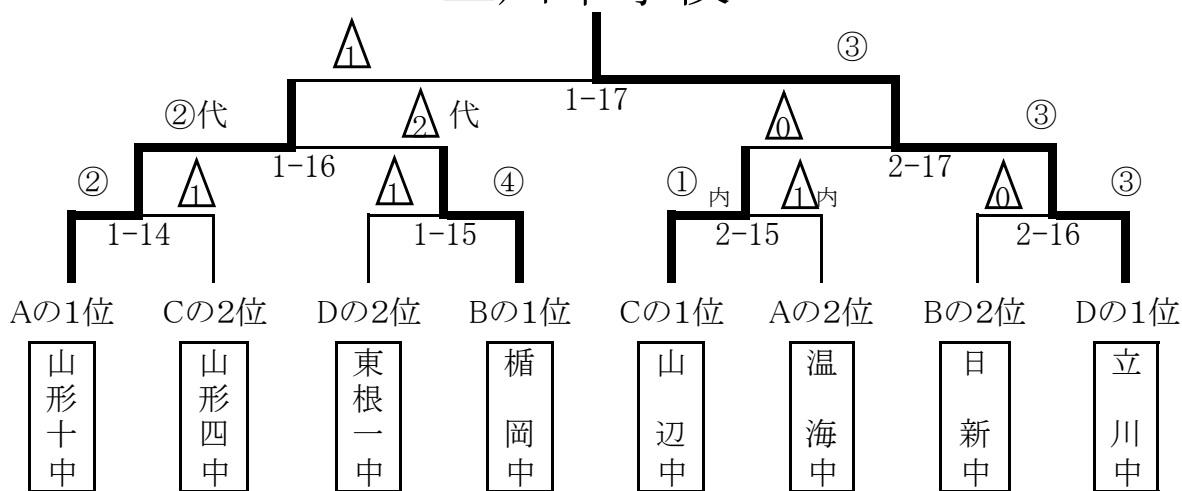 1 ③
1-17
②代 2 代 0 ③
1-16 2-17
② 1 1 ④ ① 内 1 内 0 ③
1-14 1-15 2-15 2-16
Aの1位 Cの2位 Dの2位 Bの1位 Cの1位 Aの2位 Bの2位 Dの1位
山形十中
山形四中
東根一中
楯岡中
山辺中
温海中
日新中
立川中